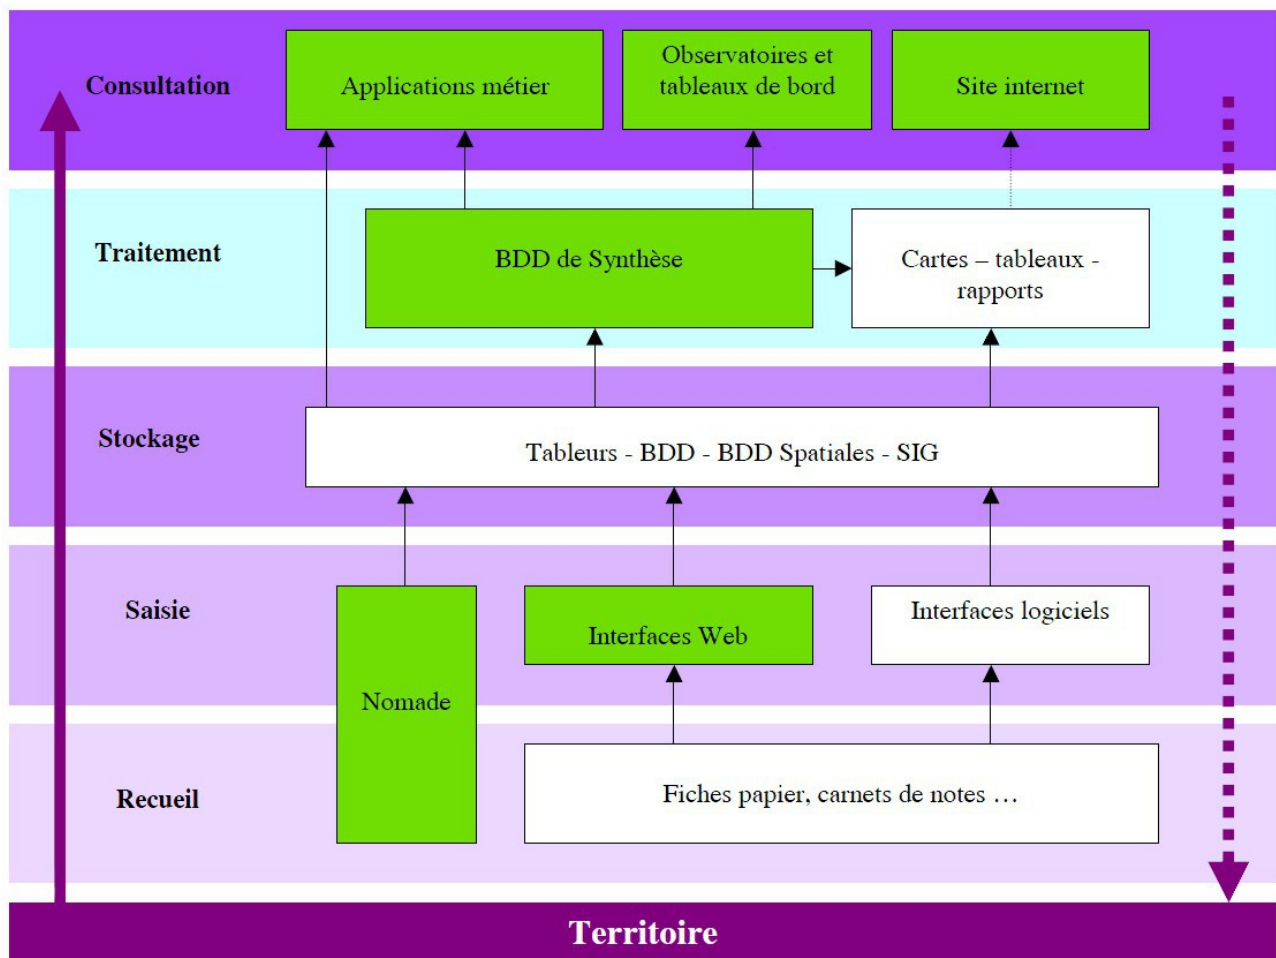 Consultation
Applications métier
Observatoires et
tableaux de bord
Site internet
Traitement
BDD de Synthèse
Cartes – tableaux -
rapports
Stockage
Tableurs - BDD - BDD Spatiales - SIG
Saisie
Nomade
Interfaces Web
Interfaces logiciels
Recueil
Fiches papier, carnets de notes …
Territoire